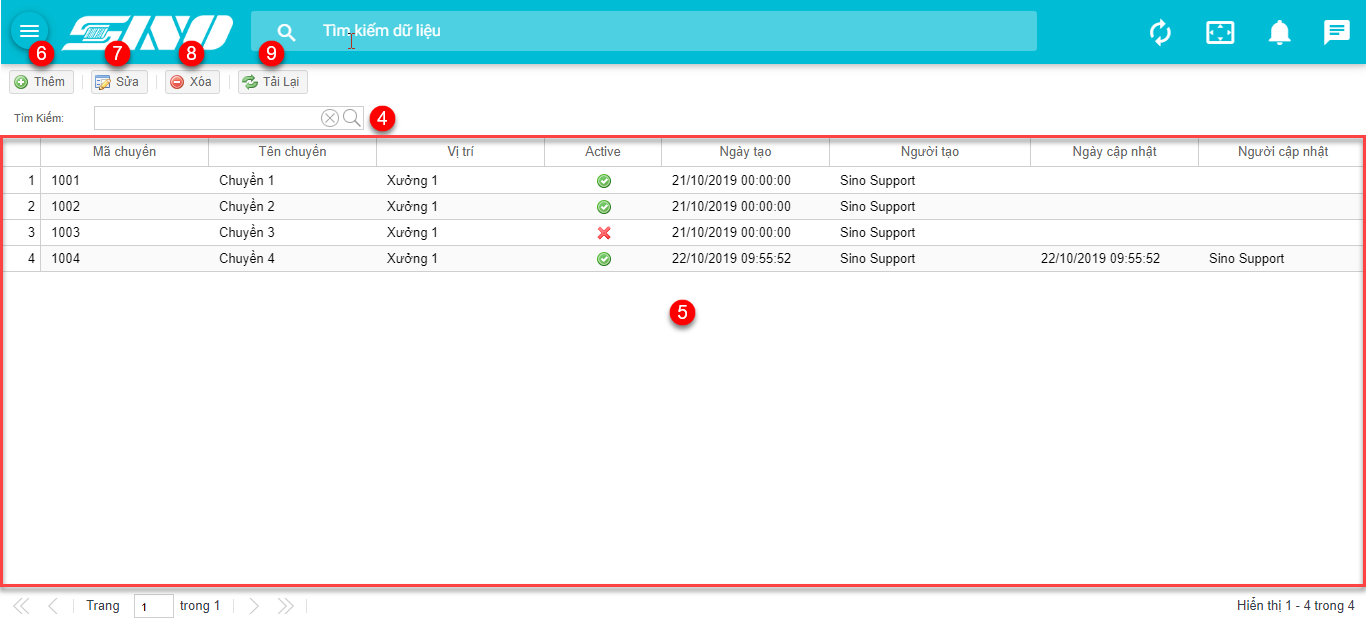 SINO
Tìm kiếm dữ liệu
6 7 8 9
Thêm Sửa Xóa Tải Lại
Tìm Kiếm: 4
Mã chuyền Tên chuyền Vị trí Active Ngày tạo Người tạo Ngày cập nhật Người cập nhật
1 1001 Chuyền 1 Xưởng 1 21/10/2019 00:00:00 Sino Support
2 1002 Chuyền 2 Xưởng 1 21/10/2019 00:00:00 Sino Support
3 1003 Chuyền 3 Xưởng 1 21/10/2019 00:00:00 Sino Support
4 1004 Chuyền 4 Xưởng 1 22/10/2019 09:55:52 Sino Support 22/10/2019 09:55:52 Sino Support
5
Trang 1 trong 1 Hiển thị 1 - 4 trong 4